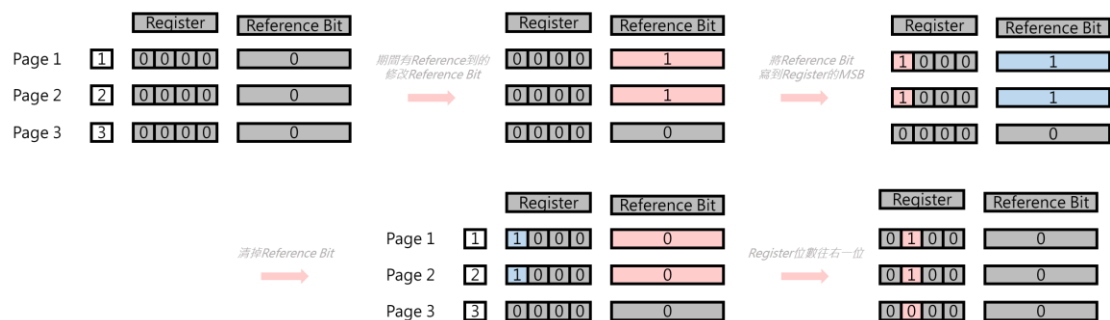 Register Reference Bit
Page 1 1 0 0 0 0 0
Page 2 2 0 0 0 0 0
Page 3 3 0 0 0 0 0
期間有Reference到的
修改Reference Bit
Register Reference Bit
0 0 0 0 1
0 0 0 0 1
0 0 0 0 0
將Reference Bit
寫到Register的MSB
Register Reference Bit
1 0 0 0 1
1 0 0 0 1
0 0 0 0 0
清掉Reference Bit
Register Reference Bit
Page 1 1 1 0 0 0 0
Page 2 2 1 0 0 0 0
Page 3 3 0 0 0 0 0
Register位數往右一位
Register Reference Bit
0 1 0 0 0
0 1 0 0 0
0 0 0 0 0